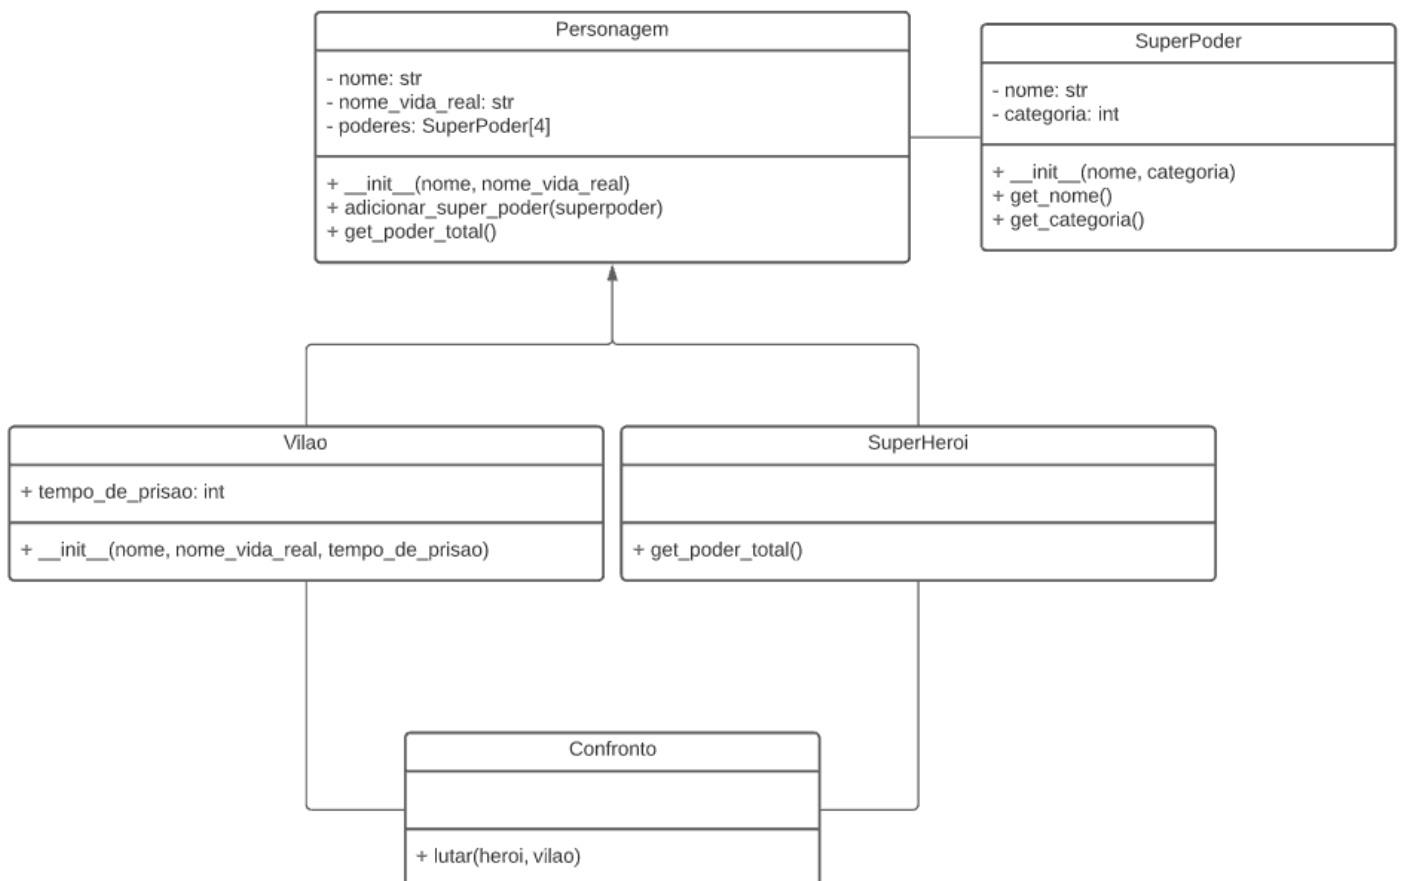 Personagem
- nome: str
- nome_vida_real: str
- poderes: SuperPoder[4]
+ __init__(nome, nome_vida_real)
+ adicionar_super_poder(superpoder)
+ get_poder_total()
SuperPoder
- nome: str
- categoria: int
+ __init__(nome, categoria)
+ get_nome()
+ get_categoria()
Vilao
+ tempo_de_prisao: int
+ __init__(nome, nome_vida_real, tempo_de_prisao)
SuperHeroi
+ get_poder_total()
Confronto
+ lutar(heroi, vilao)